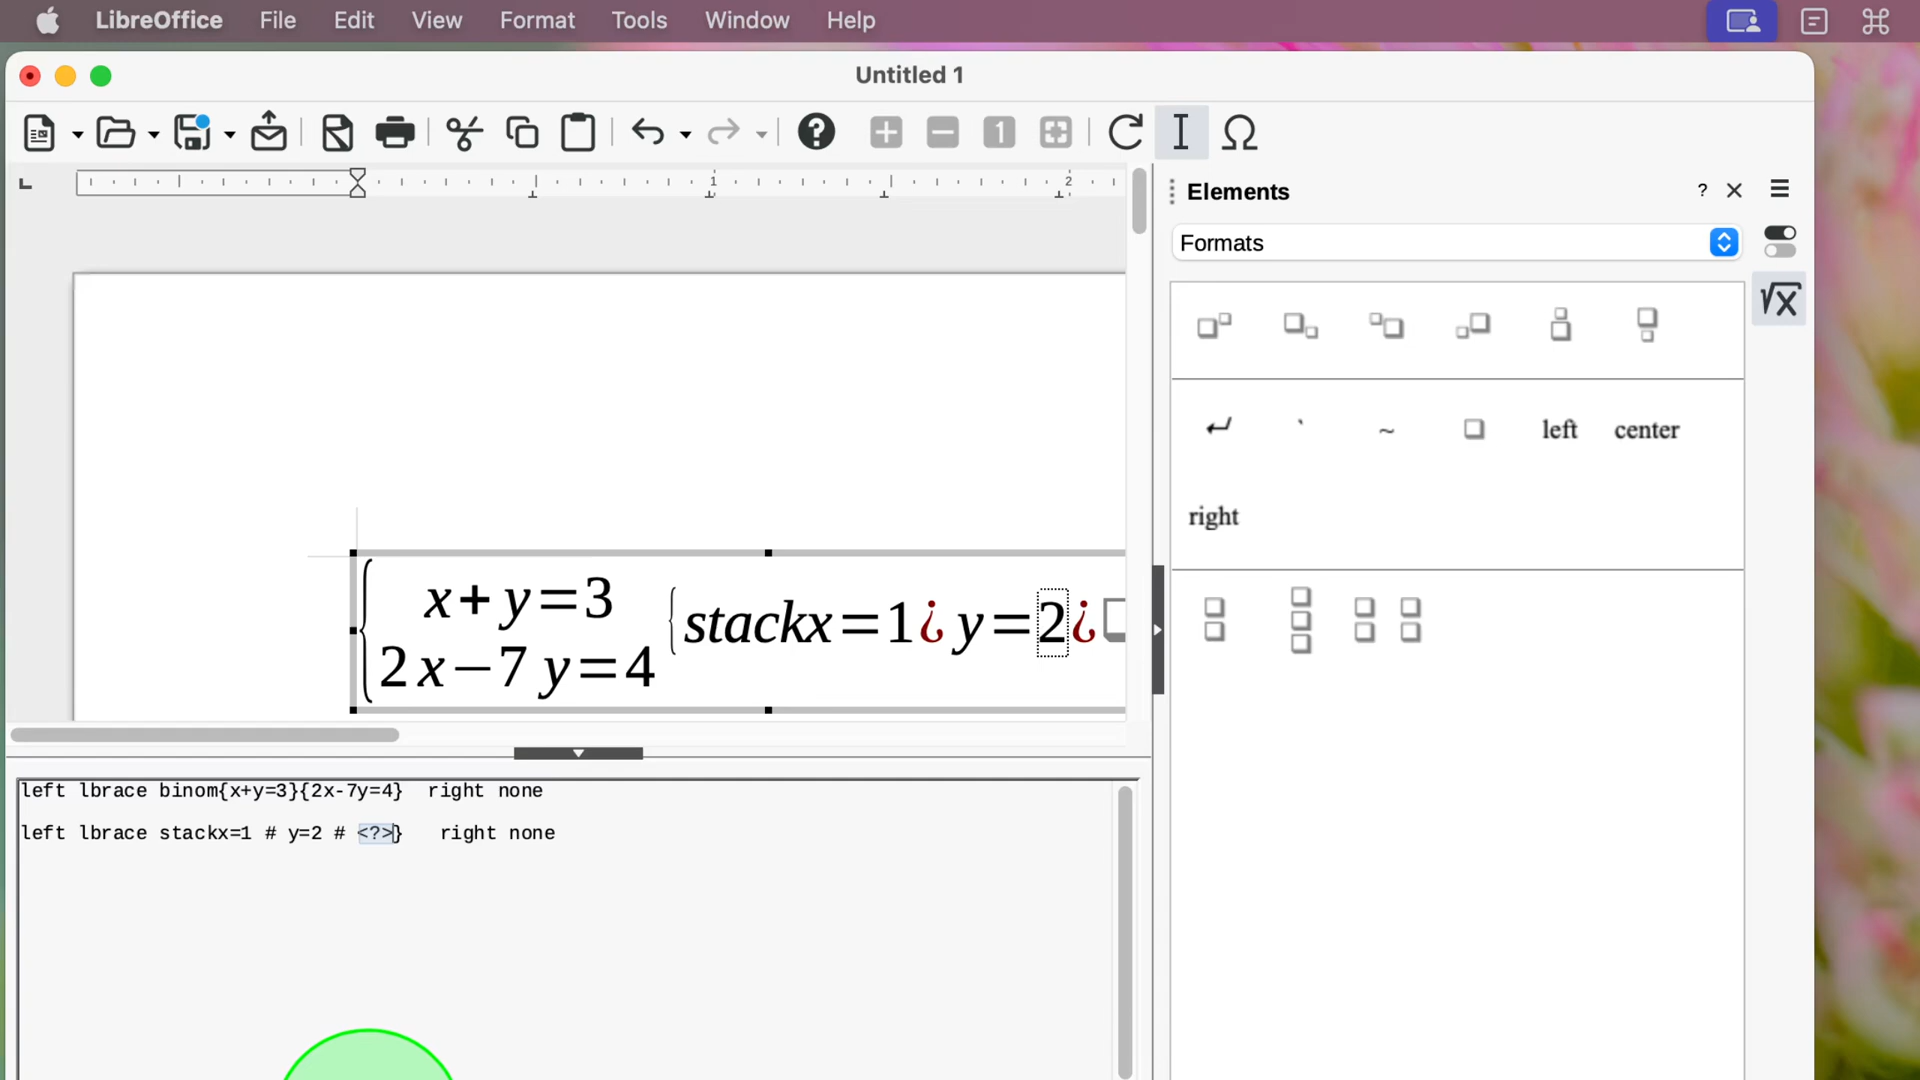 LibreOffice File Edit View Format Tools Window Help
Untitled 1
1 2
Elements
Formats
left center
right
x+y=3
2x−7y=4
stackx=1¿y=2¿
left lbrace binom{x+y=3}{2x-7y=4}  right none
left lbrace stackx=1 # y=2 # <?>}   right none